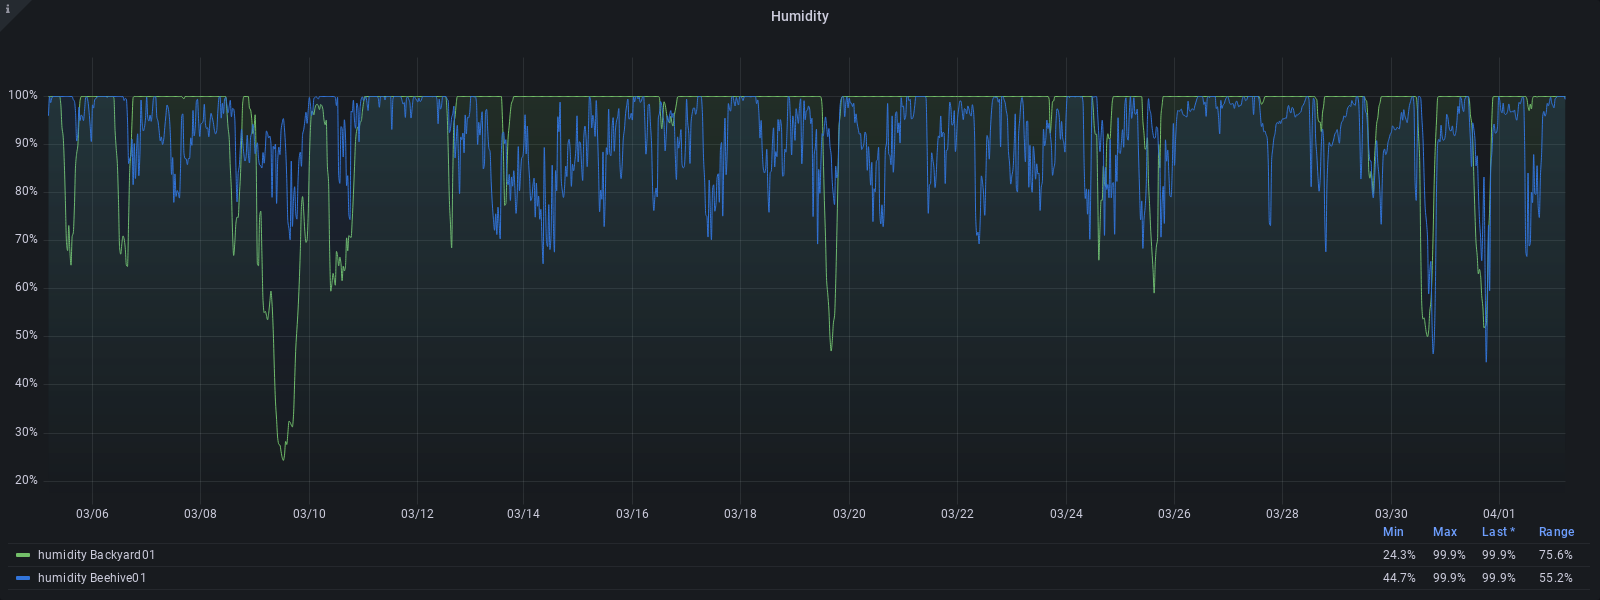 i
Humidity
100%
90%
80%
70%
60%
50%
40%
30%
20%
03/06 03/08 03/10 03/12 03/14 03/16 03/18 03/20 03/22 03/24 03/26 03/28 03/30 04/01
Min Max Last * Range
humidity Backyard01 24.3% 99.9% 99.9% 75.6%
humidity Beehive01 44.7% 99.9% 99.9% 55.2%